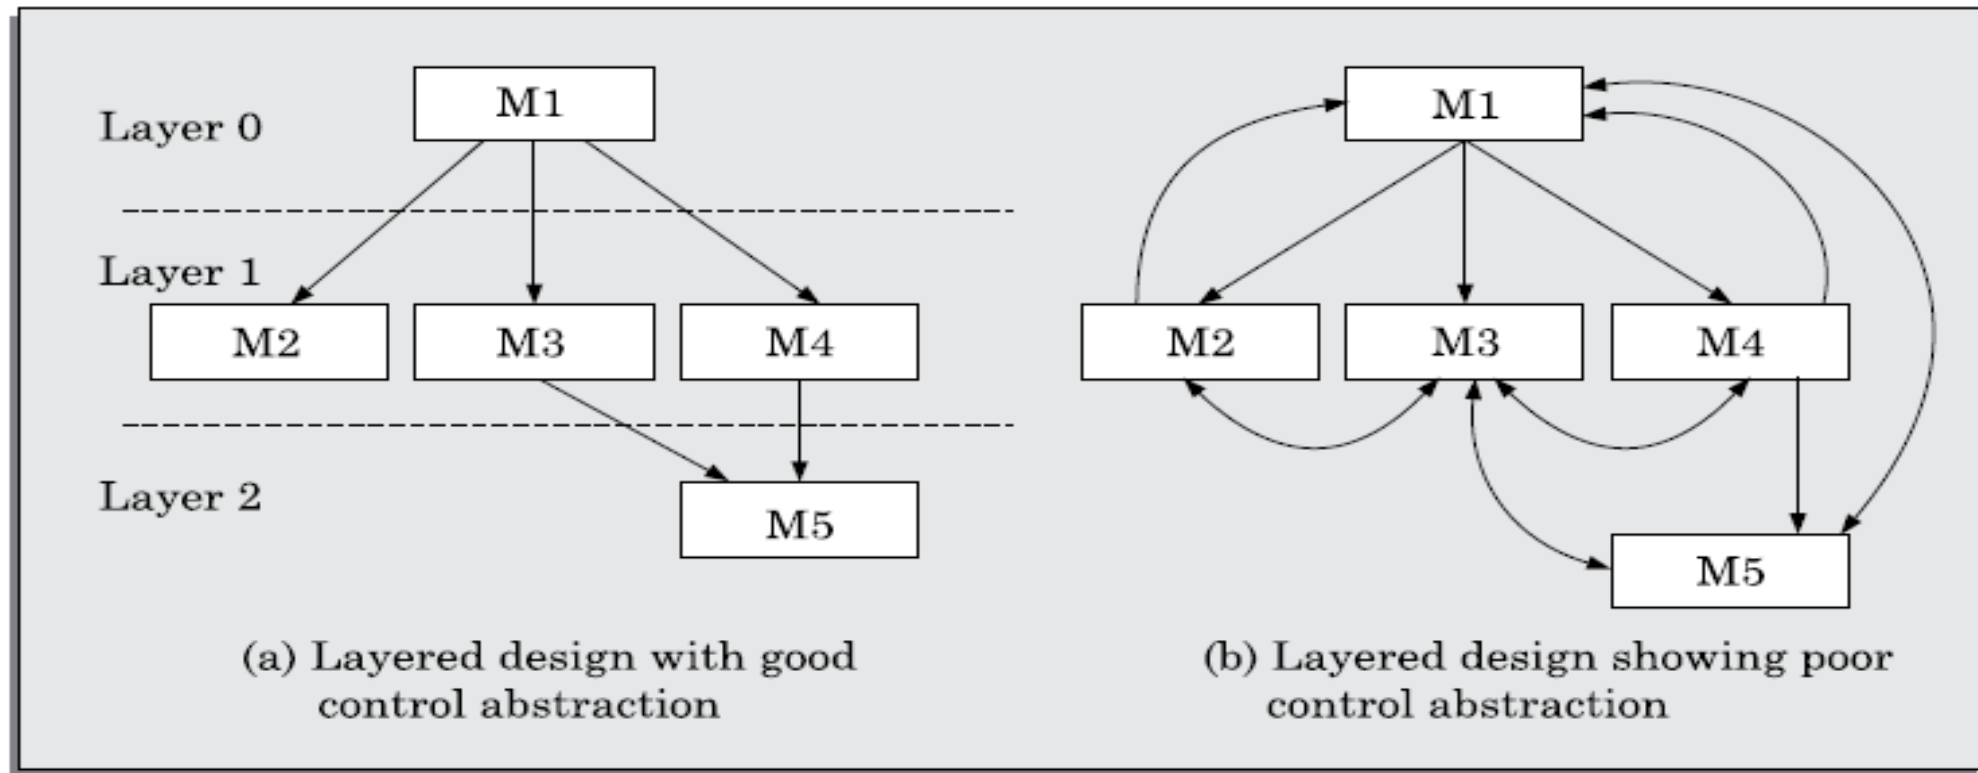 Layer 0
M1
Layer 1
M2
M3
M4
Layer 2
M5
(a) Layered design with good
control abstraction
M1
M2
M3
M4
M5
(b) Layered design showing poor
control abstraction